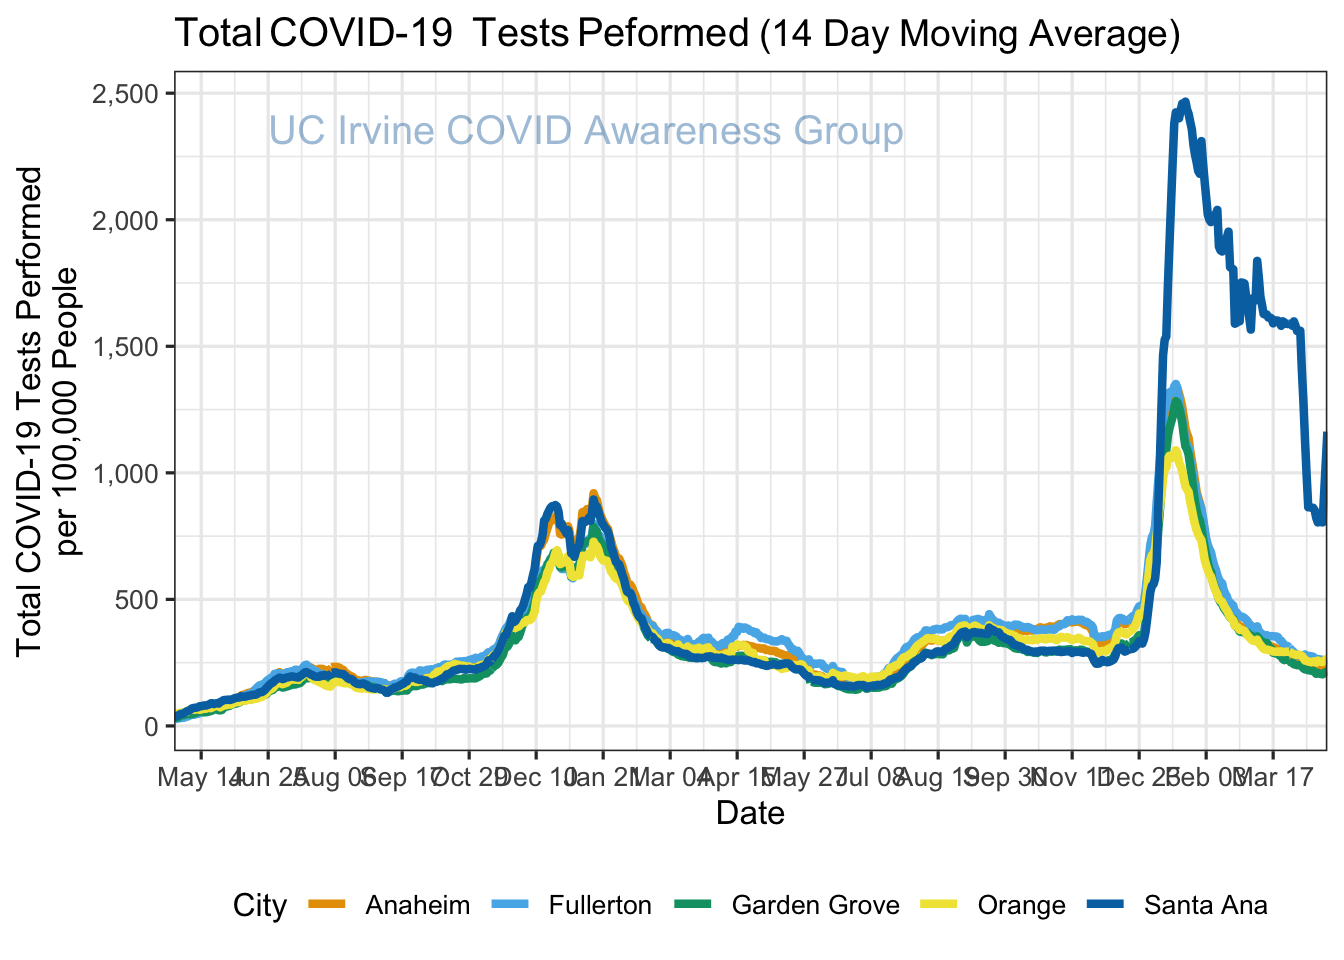 Total COVID-19 Tests Peformed (14 Day Moving Average)
UC Irvine COVID Awareness Group
Total COVID-19 Tests Performed
per 100,000 People
2,500
2,000
1,500
1,000
500
0
May 14 Jun 25 Aug 06 Sep 17 Oct 29 Dec 10 Jan 21 Mar 04 Apr 15 May 27 Jul 08 Aug 19 Sep 30 Nov 11 Dec 23 Feb 03 Mar 17
Date
City Anaheim Fullerton Garden Grove Orange Santa Ana